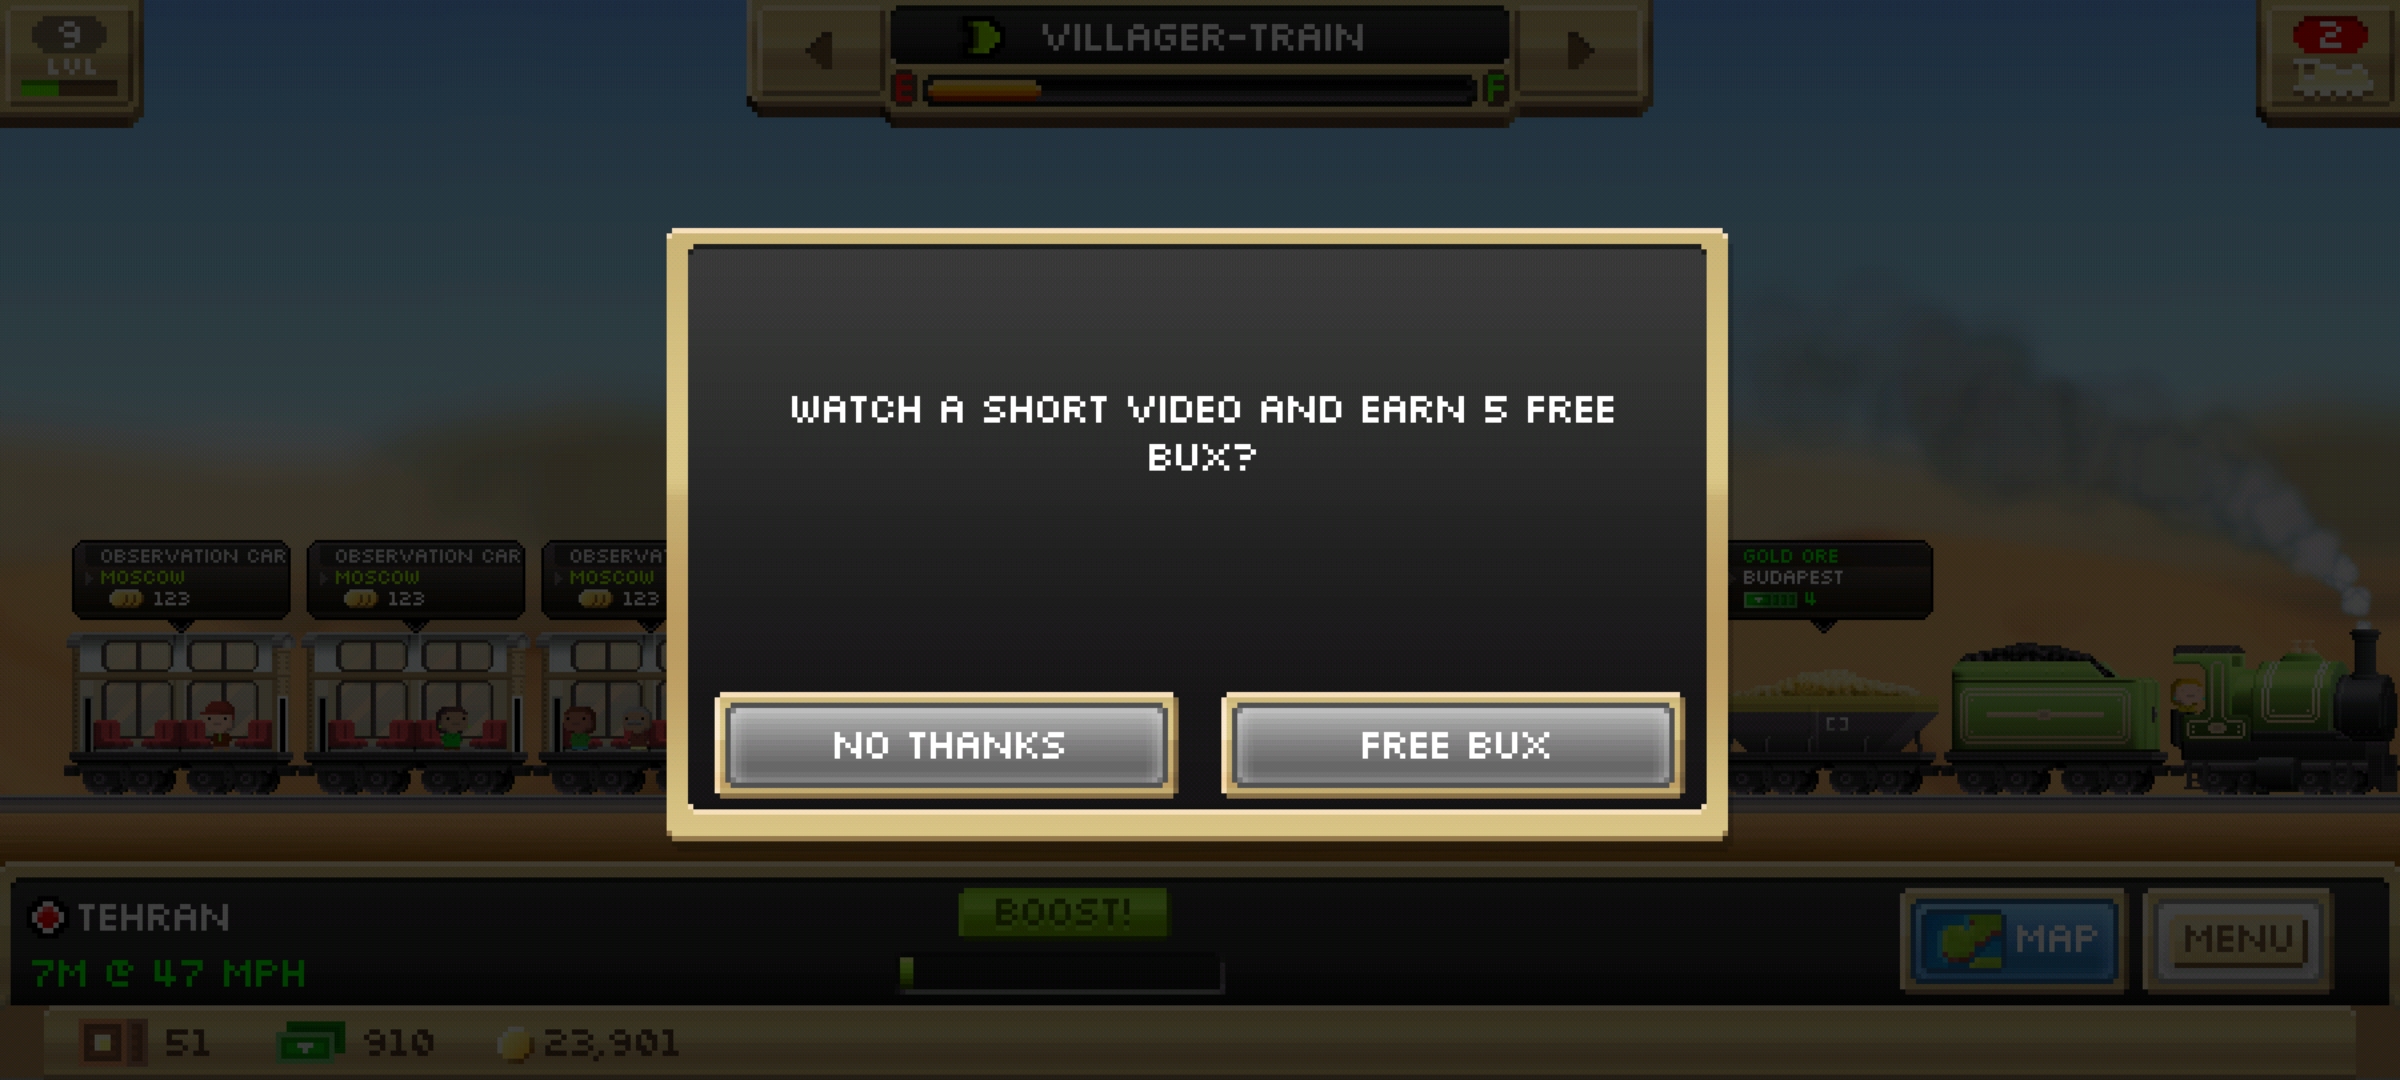 9
LVL
VILLAGER-TRAIN
E
F
2
WATCH A SHORT VIDEO AND EARN 5 FREE
BUX?
OBSERVATION CAR
MOSCOW
123
OBSERVATION CAR
MOSCOW
123
OBSERVA
MOSCOW
123
GOLD ORE
BUDAPEST
4
NO THANKS
FREE BUX
TEHRAN
7M @ 47 MPH
BOOST!
MAP
MENU
51
910
23,901